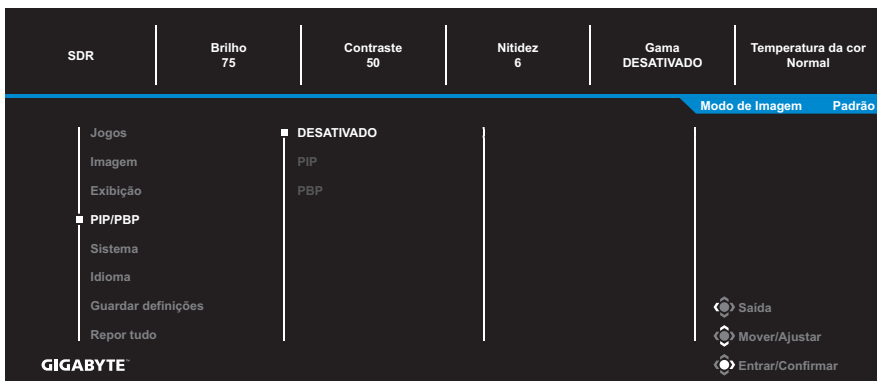 SDR
Brilho
75
Contraste
50
Nitidez
6
Gama
DESATIVADO
Temperatura da cor
Normal
Modo de Imagem Padrão
Jogos
Imagem
Exibição
PIP/PBP
Sistema
Idioma
Guardar definições
Repor tudo
DESATIVADO
PIP
PBP
Saída
Mover/Ajustar
Entrar/Confirmar
GIGABYTE™